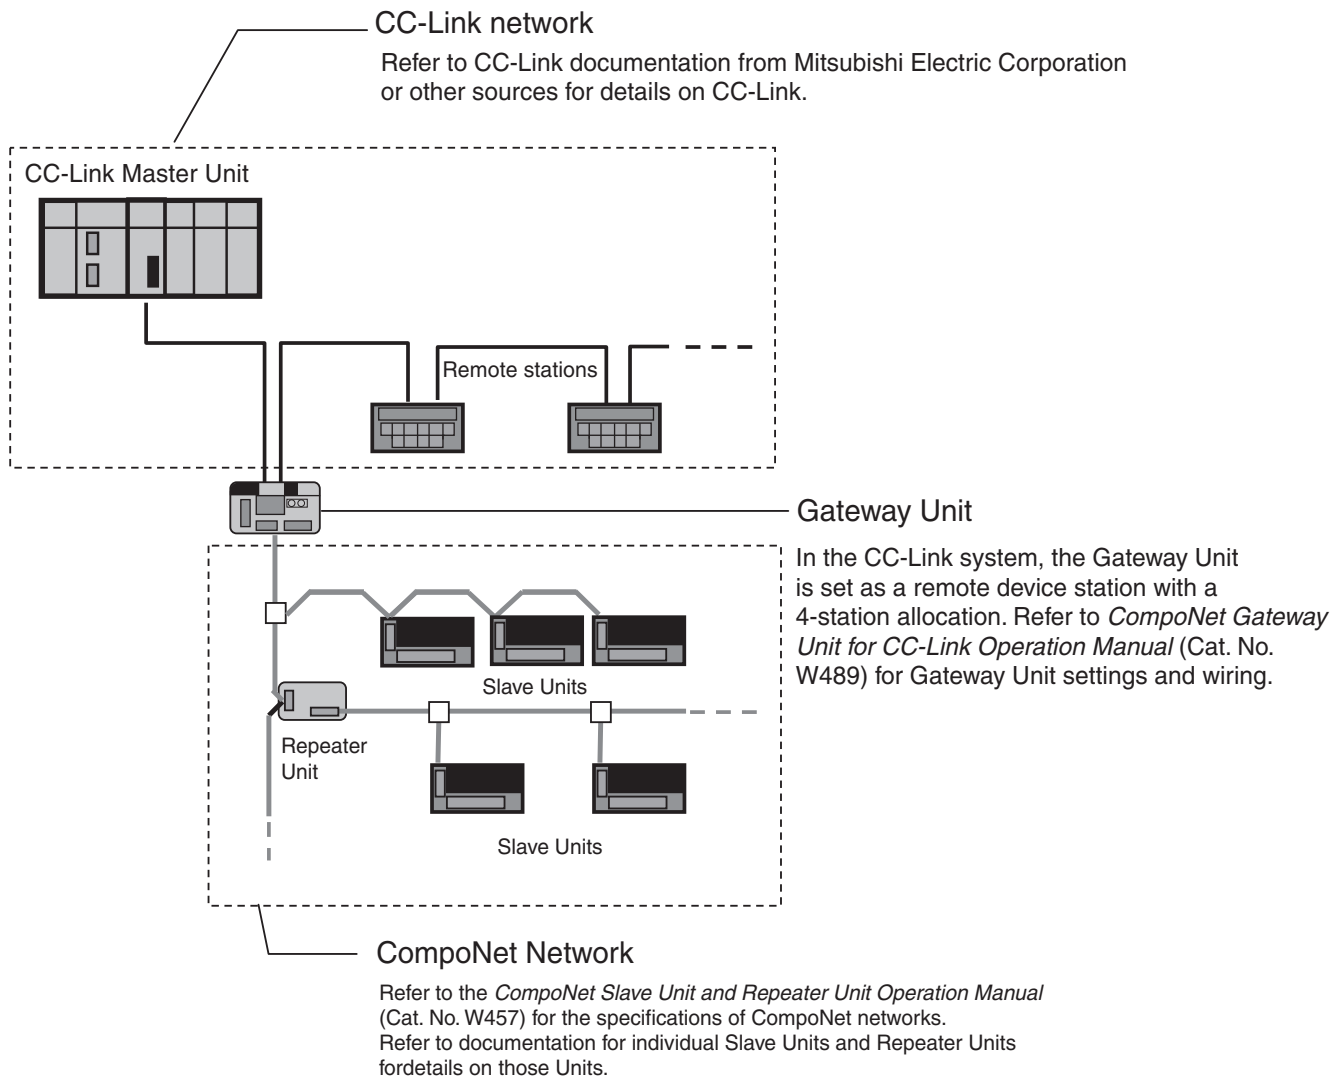 CC-Link network
Refer to CC-Link documentation from Mitsubishi Electric Corporation
or other sources for details on CC-Link.
CC-Link Master Unit
Remote stations
Gateway Unit
In the CC-Link system, the Gateway Unit
is set as a remote device station with a
4-station allocation. Refer to CompoNet Gateway
Unit for CC-Link Operation Manual (Cat. No.
W489) for Gateway Unit settings and wiring.
Slave Units
Repeater
Unit
Slave Units
CompoNet Network
Refer to the CompoNet Slave Unit and Repeater Unit Operation Manual
(Cat. No. W457) for the specifications of CompoNet networks.
Refer to documentation for individual Slave Units and Repeater Units
fordetails on those Units.